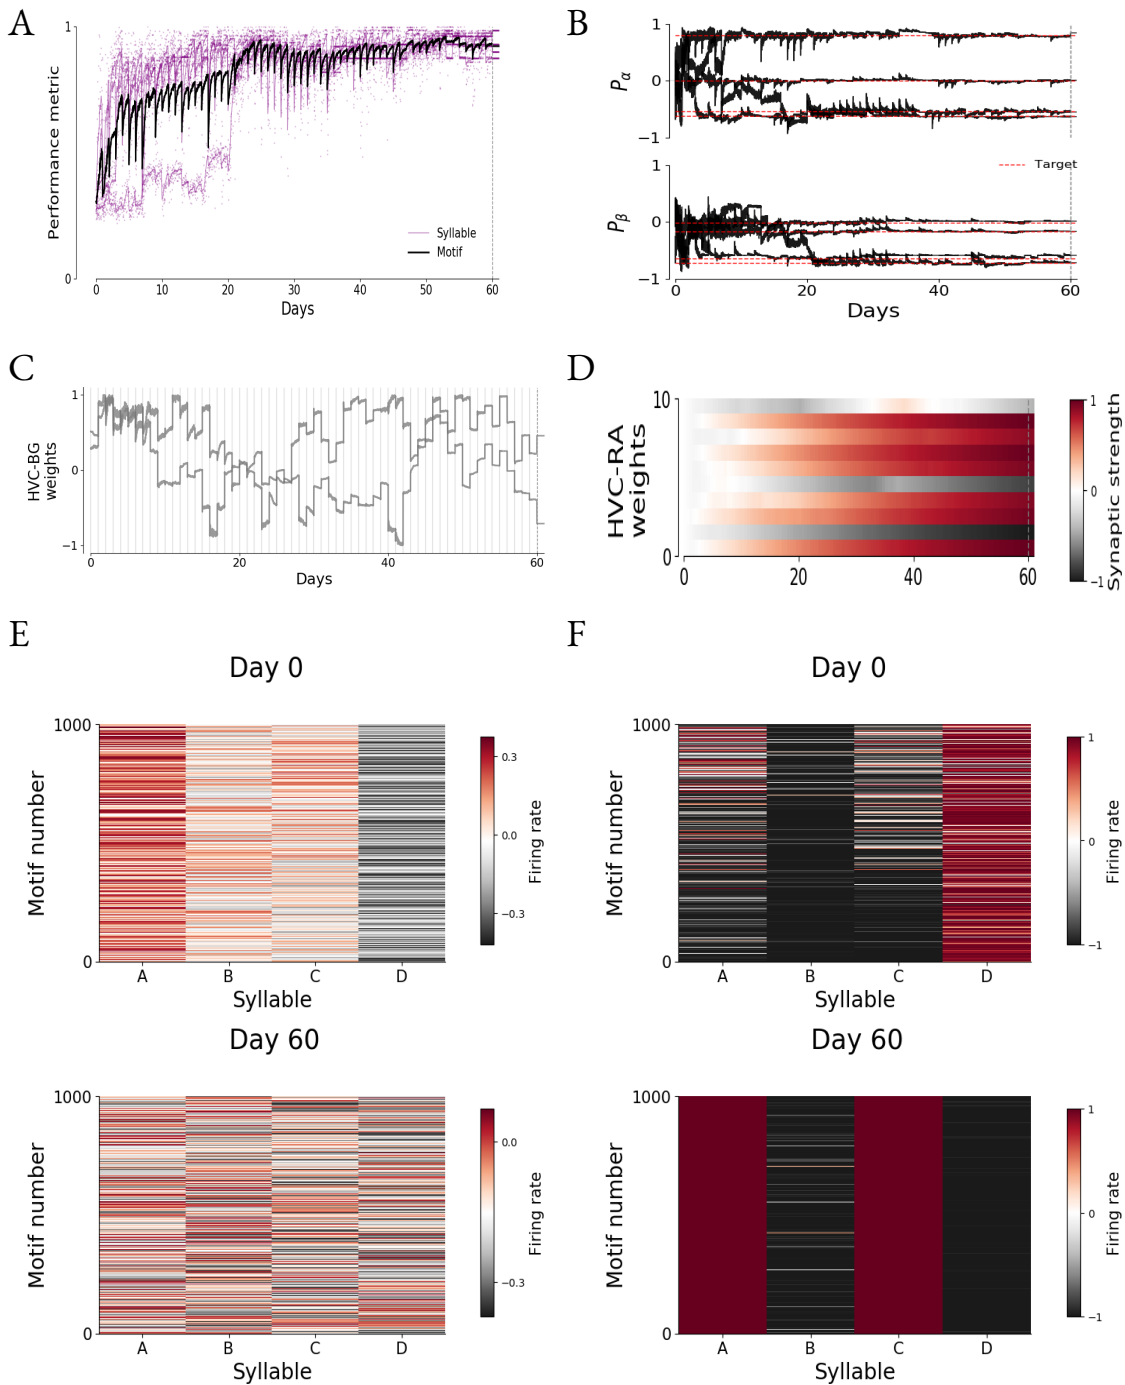 A
1
0
Performance metric
Syllable
Motif
0 10 20 30 40 50 60
Days
B
1
0
−1
Pα
Target
1
0
−1
Pβ
0 20 40 60
Days
C
1
0
−1
HVC-BG
weights
0 20 40 60
Days
D
10
0
HVC-RA
weights
0 20 40 60
1
0
−1
Synaptic strength
E
Day 0
1000
0
Motif number
A B C D
Syllable
0.3
0.0
−0.3
Firing rate
Day 60
1000
0
Motif number
A B C D
Syllable
0.0
−0.3
Firing rate
F
Day 0
1000
0
Motif number
A B C D
Syllable
1
0
−1
Firing rate
Day 60
1000
0
Motif number
A B C D
Syllable
1
0
−1
Firing rate